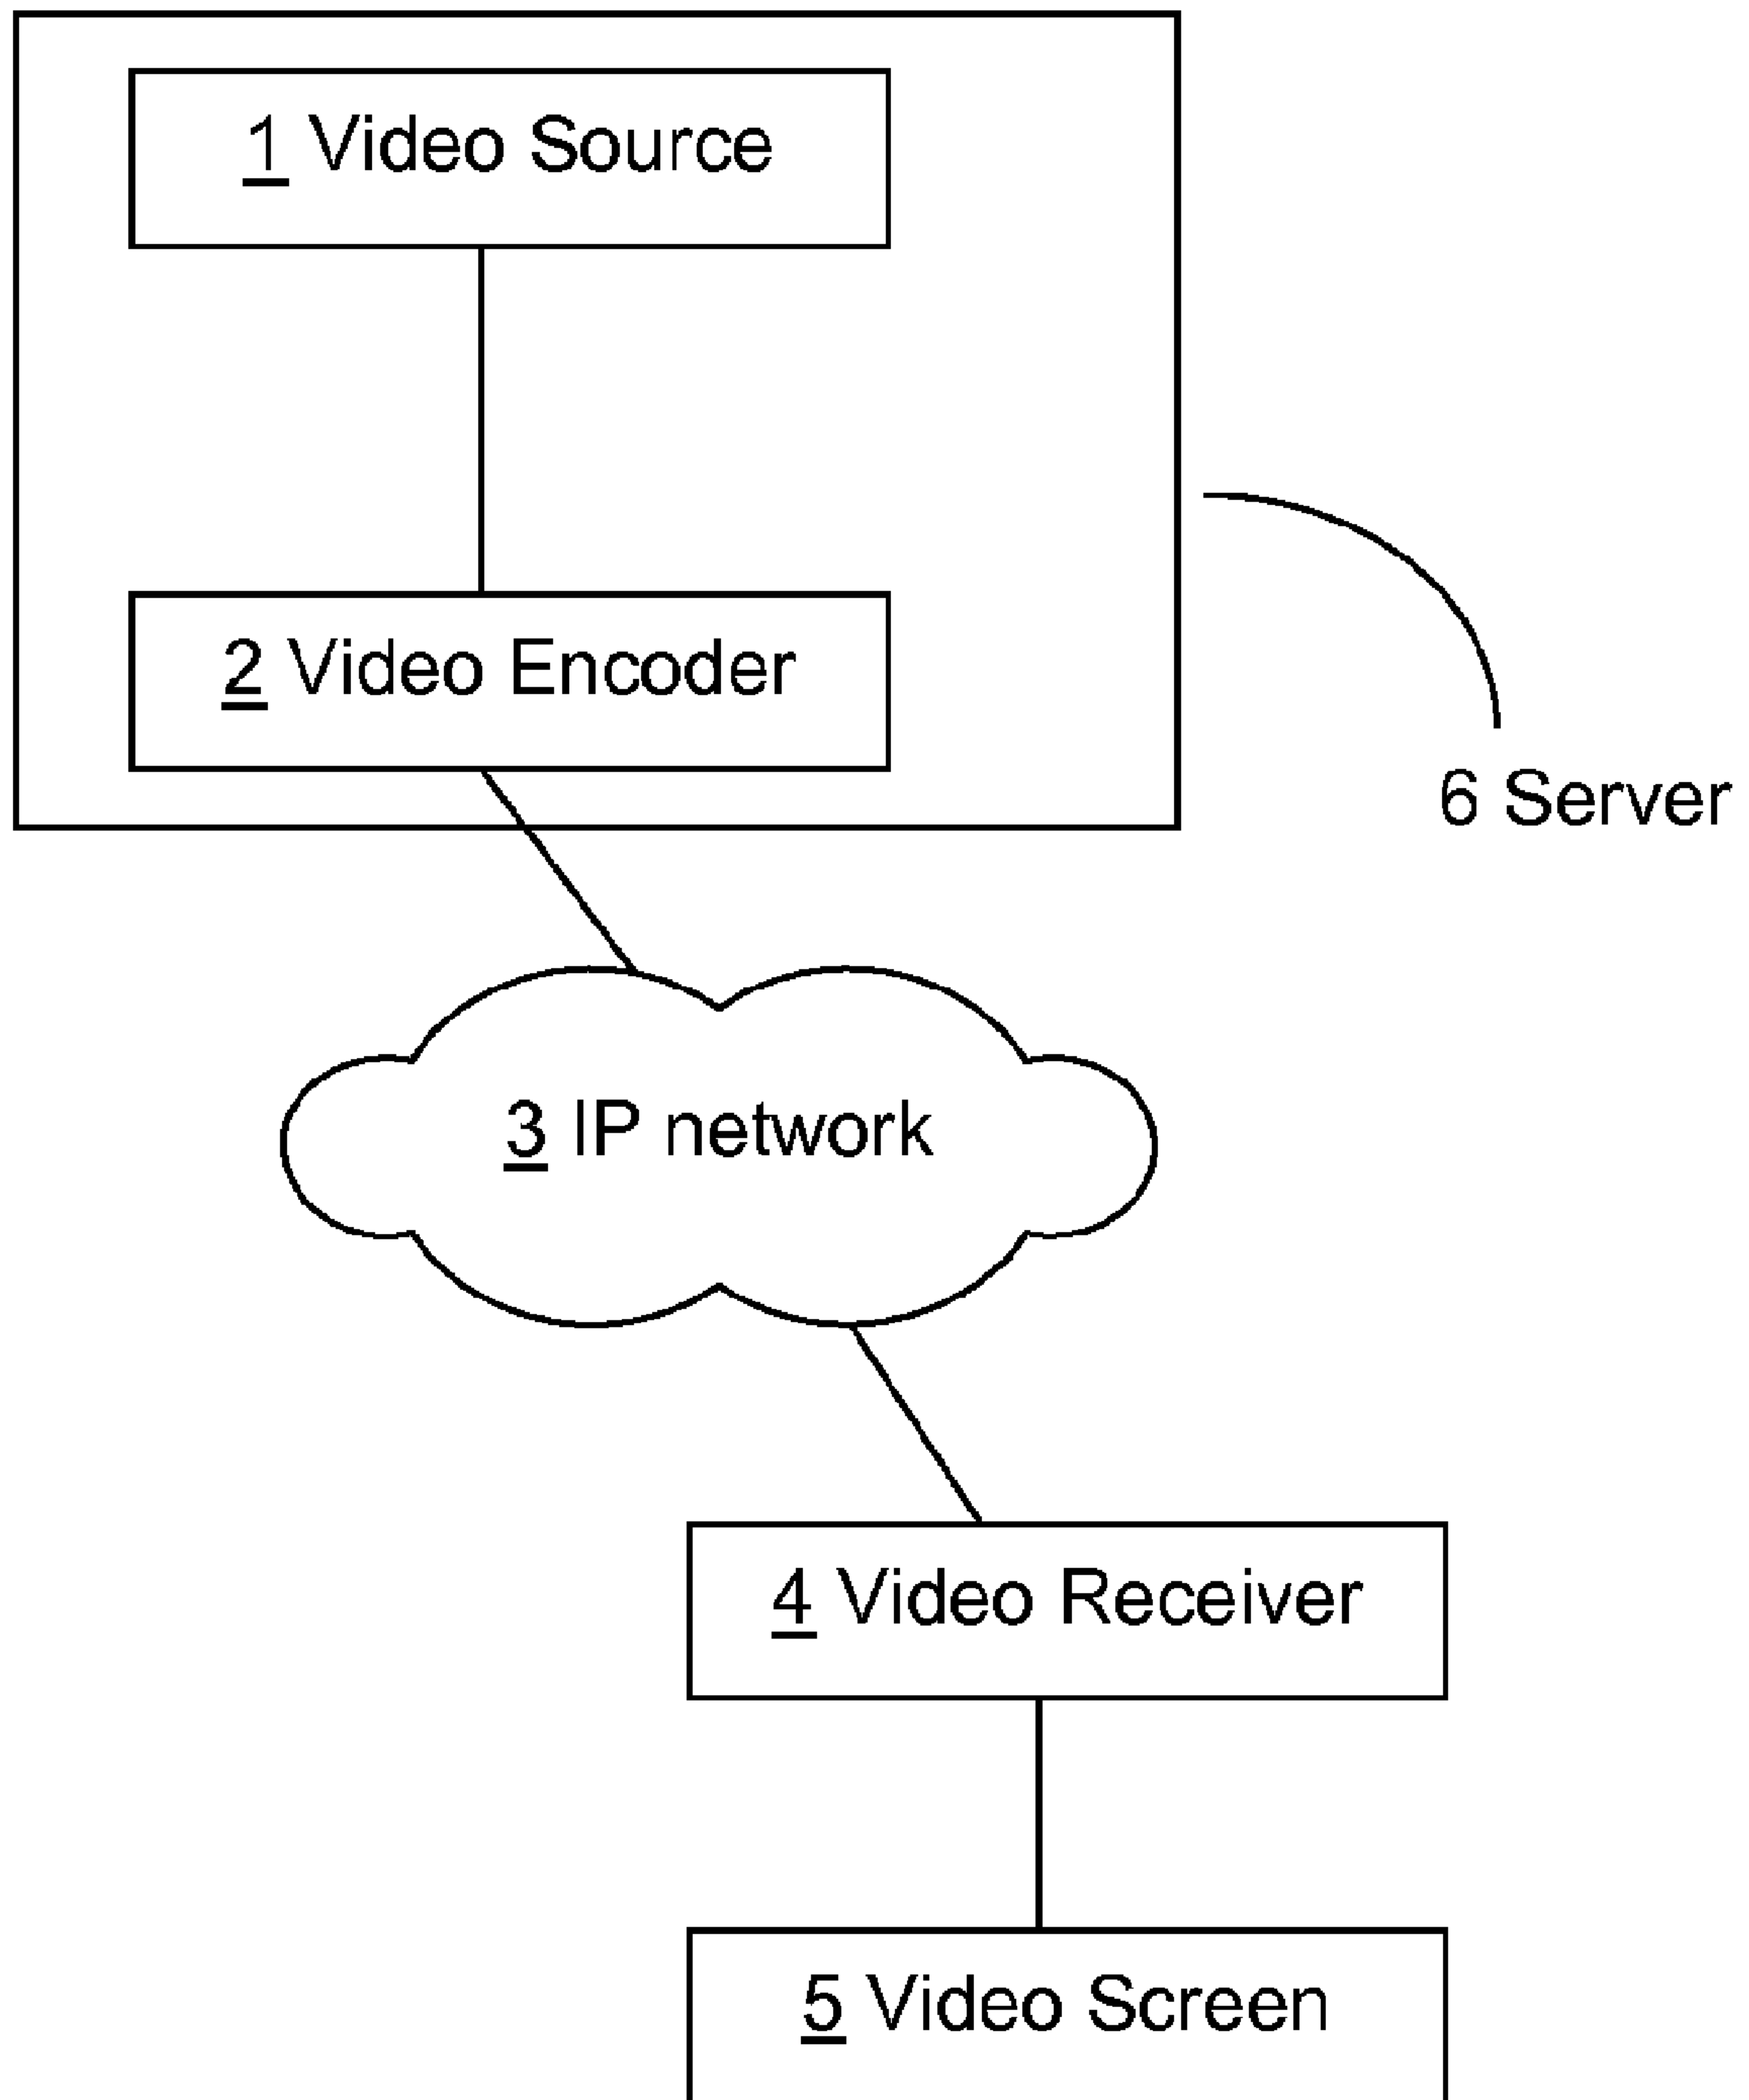 1 Video Source
2 Video Encoder
6 Server
3 IP network
4 Video Receiver
5 Video Screen